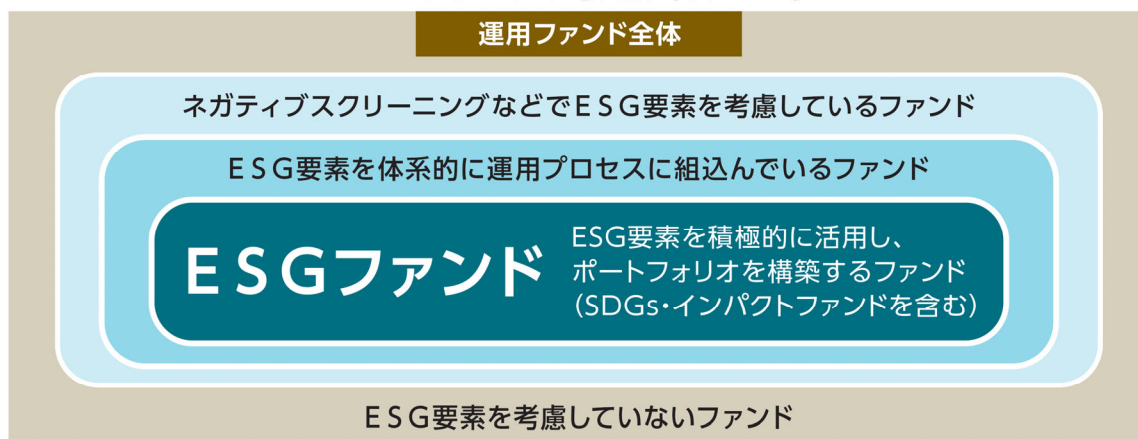 運用ファンド全体
ネガティブスクリーニングなどでESG要素を考慮しているファンド
ESG要素を体系的に運用プロセスに組込んでいるファンド
ESGファンド
ESG要素を積極的に活用し、
ポートフォリオを構築するファンド
(SDGs・インパクトファンドを含む)
ESG要素を考慮していないファンド